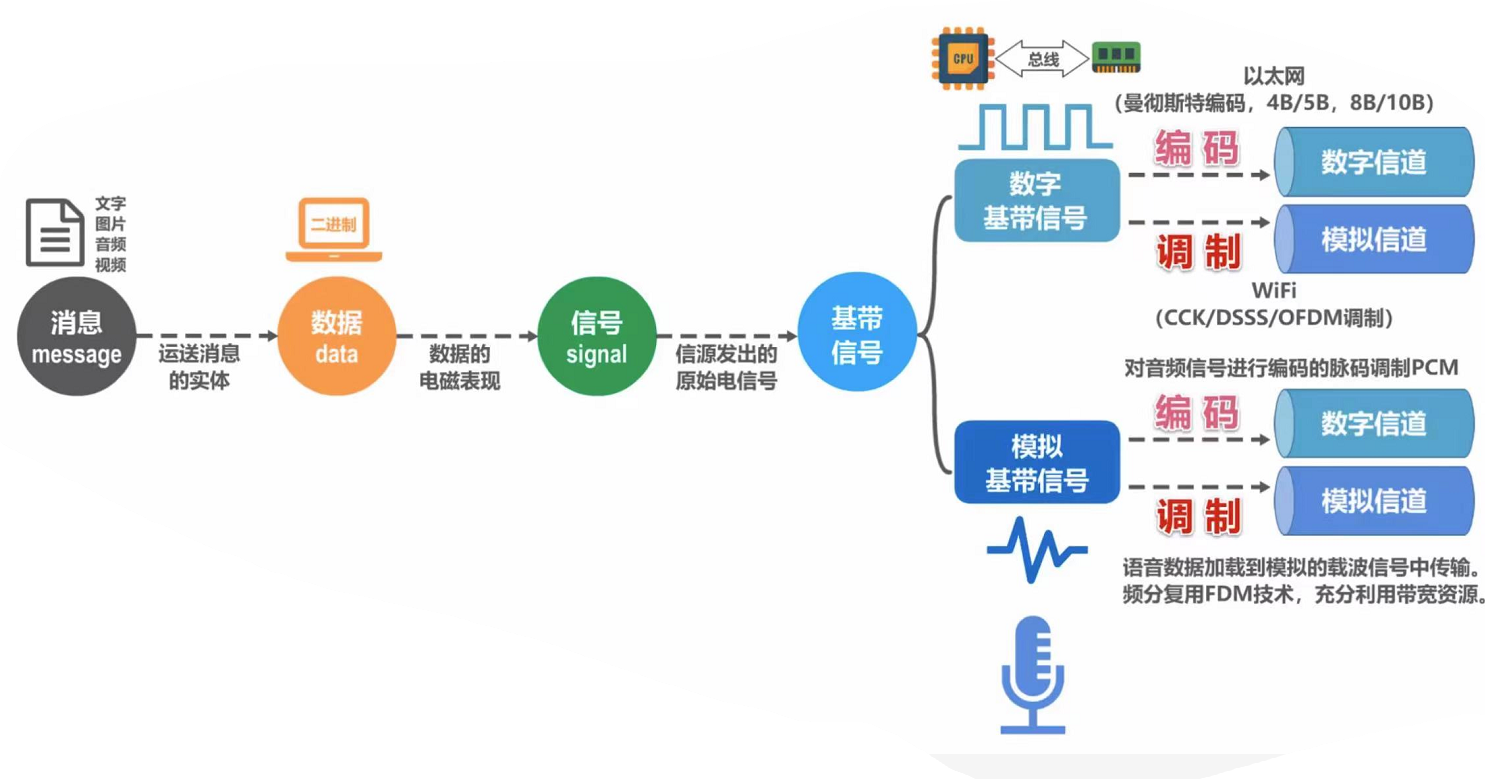 文字
图片
音频
视频
消息
message
运送消息
的实体
二进制
数据
data
数据的
电磁表现
信号
signal
信源发出的
原始电信号
基带
信号
CPU
总线
数字
基带信号
以太网
（曼彻斯特编码，4B/5B，8B/10B）
编码
数字信道
调制
模拟信道
WiFi
（CCK/DSSS/OFDM调制）
模拟
基带信号
对音频信号进行编码的脉码调制PCM
编码
数字信道
调制
模拟信道
语音数据加载到模拟的载波信号中传输。
频分复用FDM技术，充分利用带宽资源。